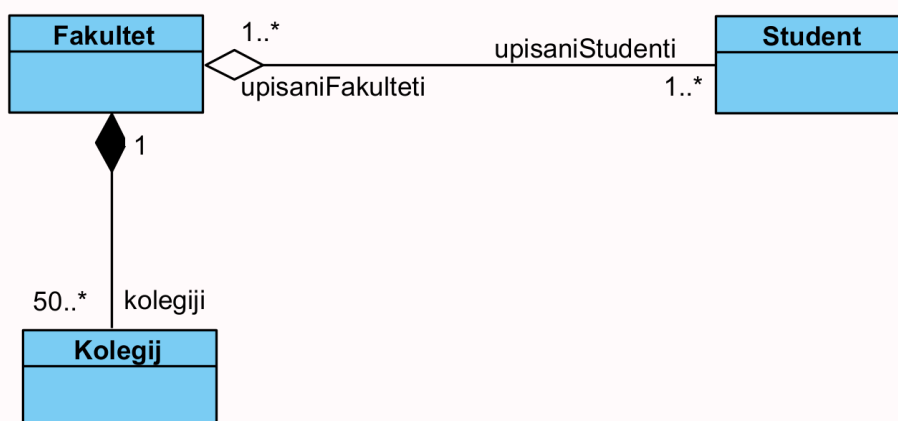 Fakultet
1..*
upisaniStudenti
Student
upisaniFakulteti
1..*
1
50..*
kolegiji
Kolegij